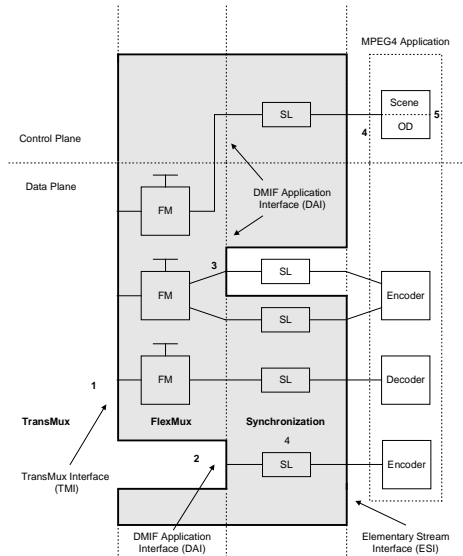 MPEG4 Application
Scene
5
SL
4
OD
Control Plane
Data Plane
DMIF Application
Interface (DAI)
FM
3
SL
FM
Encoder
SL
1
FM
SL
Decoder
TransMux
FlexMux
Synchronization
4
2
SL
Encoder
TransMux Interface
(TMI)
DMIF Application
Interface (DAI)
Elementary Stream
Interface (ESI)